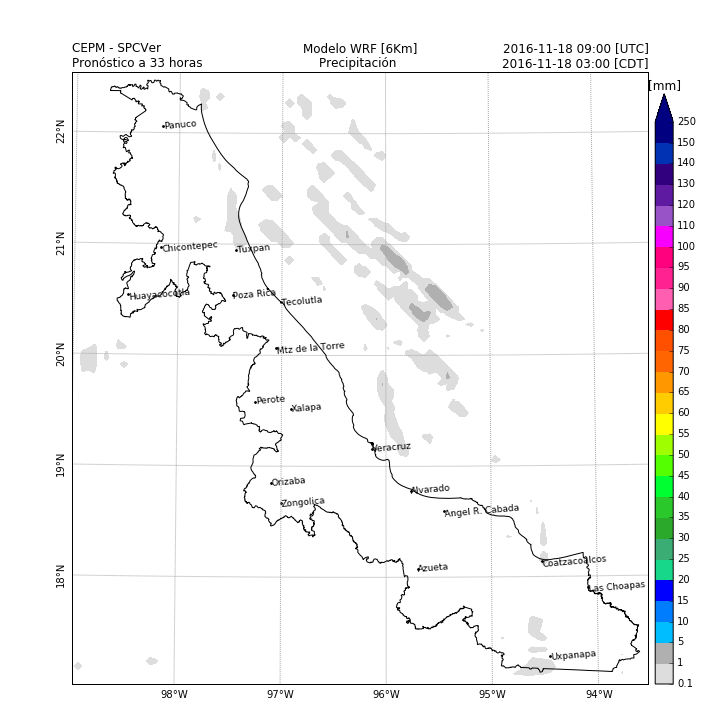 CEPM - SPCVer
Modelo WRF [6Km]
2016-11-18 09:00 [UTC]
Pronóstico a 33 horas
Precipitación
2016-11-18 03:00 [CDT]
[mm]
250
150
140
130
120
110
100
95
90
85
80
75
70
65
60
55
50
45
40
35
30
25
20
15
10
5
1
0.1
22°N
21°N
20°N
19°N
18°N
Panuco
Chicontepec
Tuxpan
Huayacocotla
Poza Rica
Tecolutla
Mtz de la Torre
Perote
Xalapa
Veracruz
Orizaba
Alvarado
Zongolica
Angel R. Cabada
Azueta
Coatzacoalcos
Las Choapas
Uxpanapa
98°W
97°W
96°W
95°W
94°W